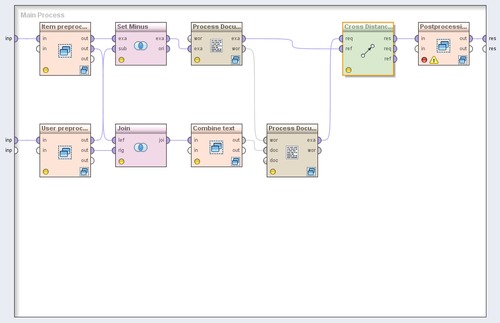 Main Process
Item preproc...
Set Minus
Process Docu...
Cross Distanc...
Postprocessi...
inp
in
out
exa
exa
wor
exa
req
res
in
out
res
in
out
sub
ori
exa
wor
ref
req
in
out
res
out
ref
User preproc...
Join
Combine text
Process Docu...
inp
in
out
lef
joi
in
out
wor
exa
inp
in
out
rig
in
out
doc
wor
out
doc